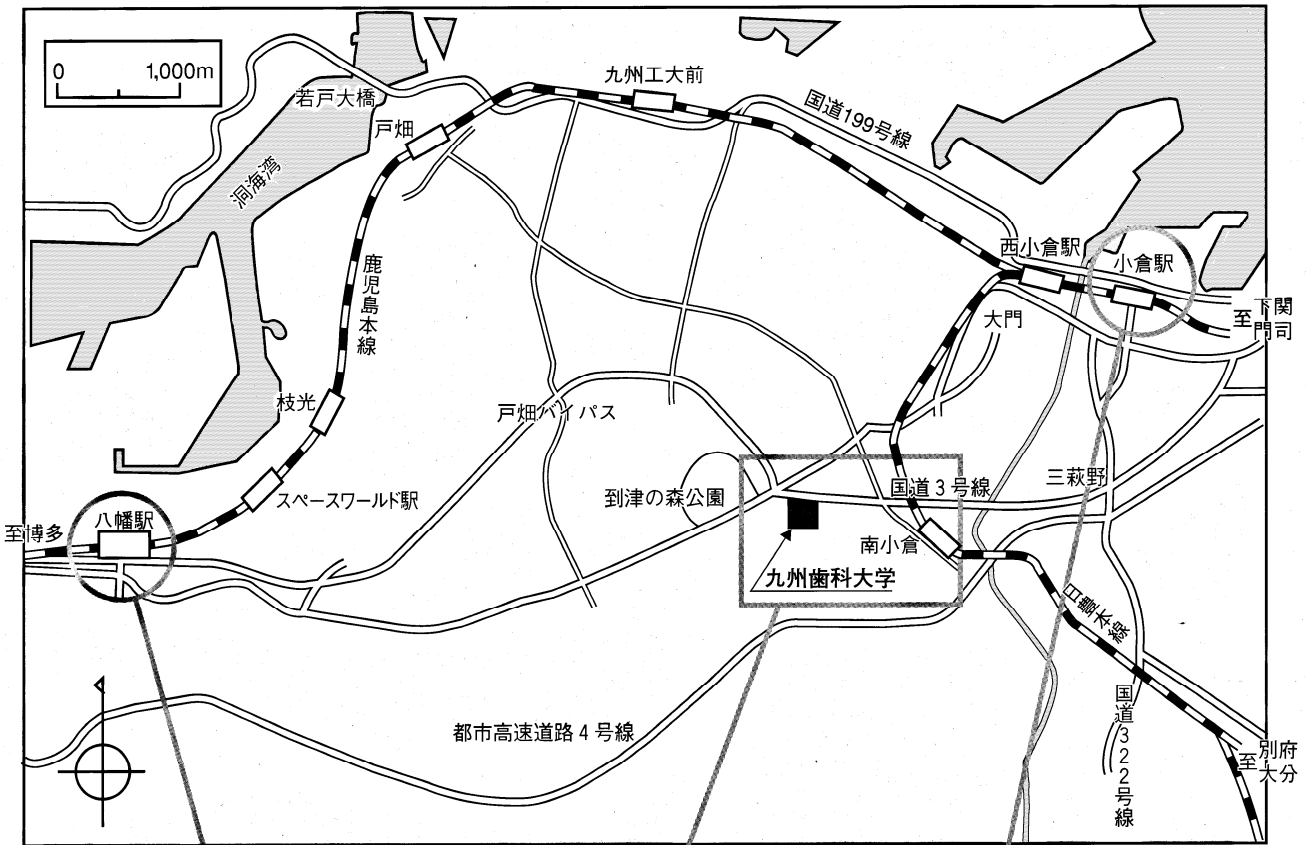 0 1,000m
若戸大橋
九州工大前
国道199号線
戸畑
洞海湾
西小倉駅
小倉駅
鹿児島本線
大門
至下関
門司
枝光
戸畑バイパス
スペースワールド駅
到津の森公園
国道3号線
三萩野
至博多
八幡駅
南小倉
九州歯科大学
日豊本線
国道322号線
都市高速道路4号線
至別府
大分